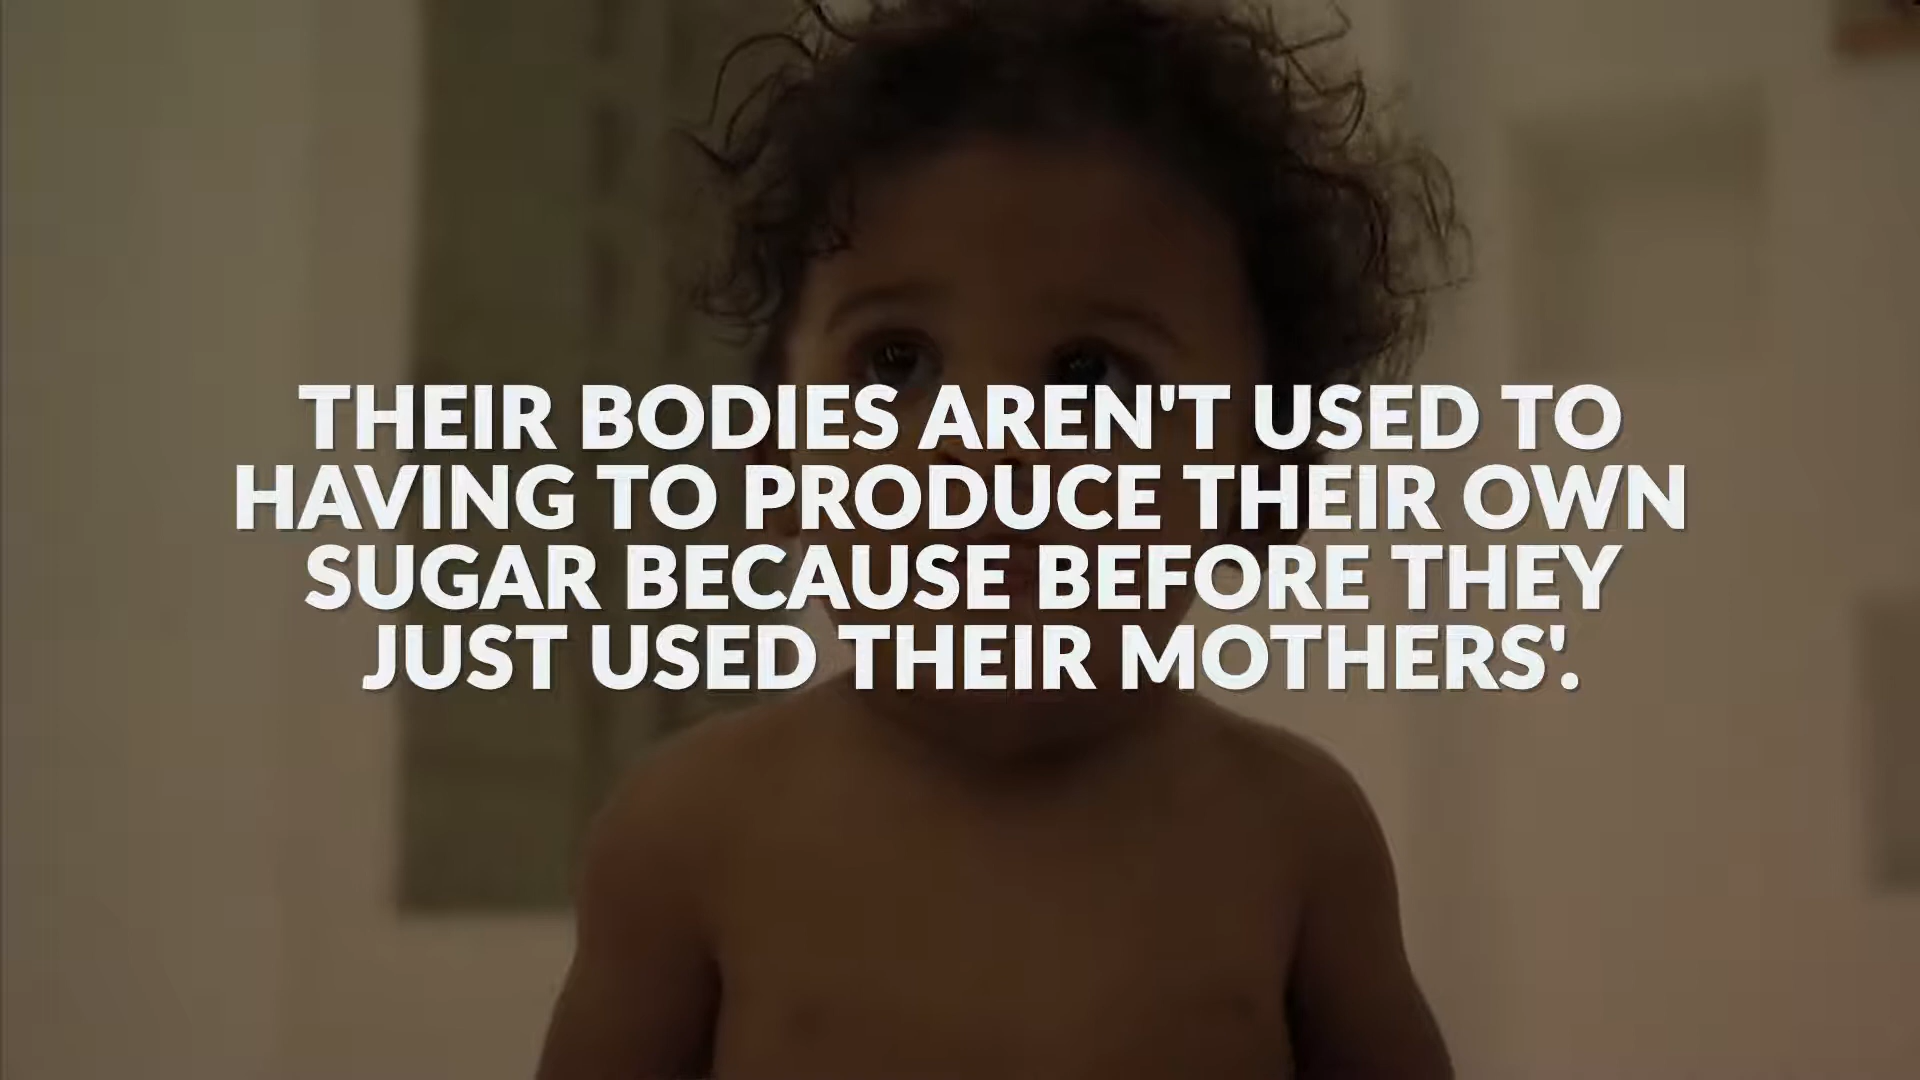 THEIR BODIES AREN'T USED TO
HAVING TO PRODUCE THEIR OWN
SUGAR BECAUSE BEFORE THEY
JUST USED THEIR MOTHERS'.